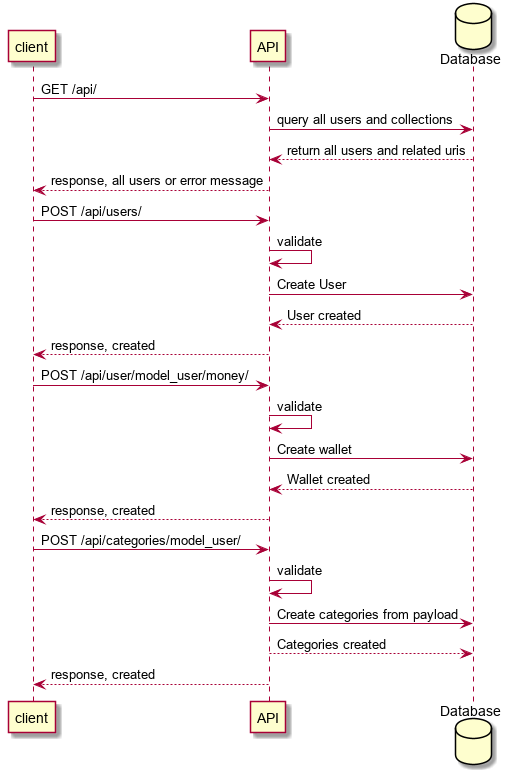 client
API
Database
GET /api/
query all users and collections
return all users and related uris
response, all users or error message
POST /api/users/
validate
Create User
User created
response, created
POST /api/user/model_user/money/
validate
Create wallet
Wallet created
response, created
POST /api/categories/model_user/
validate
Create categories from payload
Categories created
response, created
client
API
Database